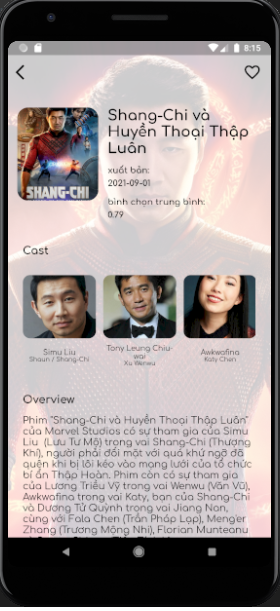 8:15
Shang-Chi và
Huyền Thoại Thập
Luân
SHANG-CHI
xuất bản:
2021-09-01
bình chọn trung bình:
0.79
Cast
Simu Liu
Shaun / Shang-Chi
Tony Leung Chiu-
wai
Xu Wenwu
Awkwafina
Katy Chen
Overview
Phim "Shang-Chi và Huyền Thoại Thập Luân"
của Marvel Studios có sự tham gia của Simu
Liu (Lưu Tư Mộ) trong vai Shang-Chi (Thượng
Khí), người phải đối mặt với quá khứ ngỡ đã
quên khi bị lôi kéo vào mạng lưới của tổ chức
bí ẩn Thập Hoàn. Phim còn có sự tham gia
của Lương Triều Vỹ trong vai Wenwu (Văn Vũ),
Awkwafina trong vai Katy, bạn của Shang-Chi
và Dương Tử Quỳnh trong vai Jiang Nan,
cùng với Fala Chen (Trần Pháp Lạp), Meng'er
Zhang (Trương Mộng Nhi), Florian Munteanu